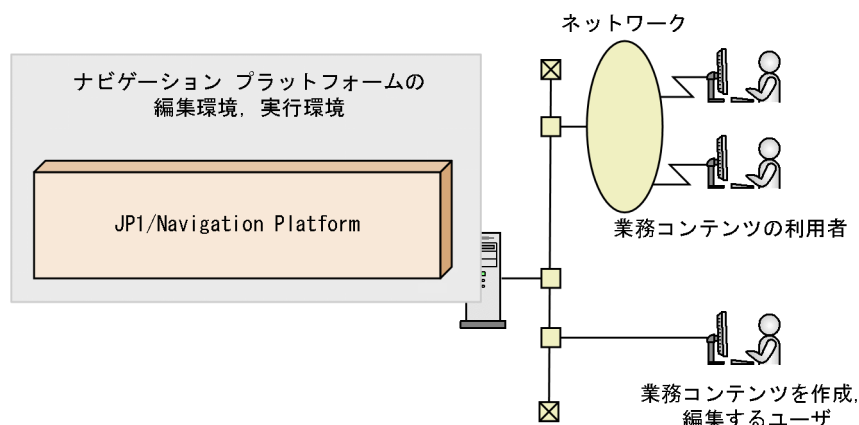 ネットワーク
ナビゲーション プラットフォームの
編集環境，実行環境
JP1/Navigation Platform
業務コンテンツの利用者
業務コンテンツを作成，
編集するユーザ